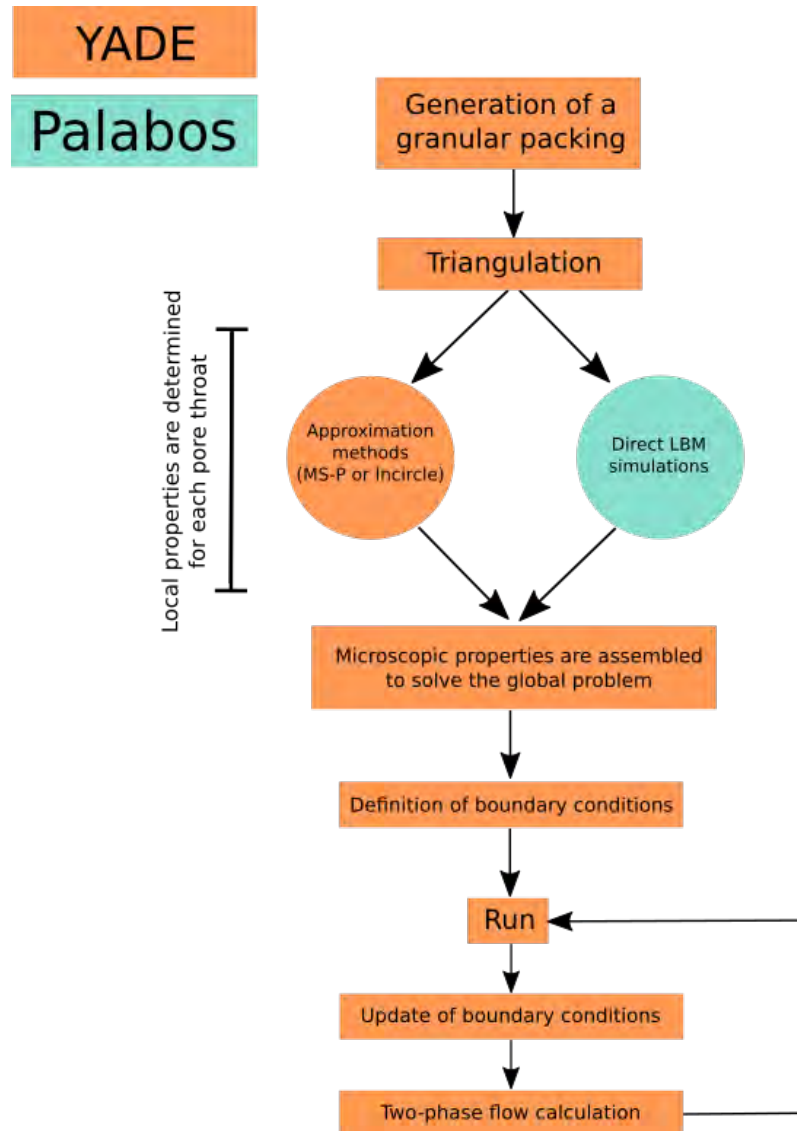 YADE
Palabos
Generation of a
granular packing
Triangulation
Local properties are determined
for each pore throat
Approximation
methods
(MS-P or Incircle)
Direct LBM
simulations
Microscopic properties are assembled
to solve the global problem
Definition of boundary conditions
Run
Update of boundary conditions
Two-phase flow calculation